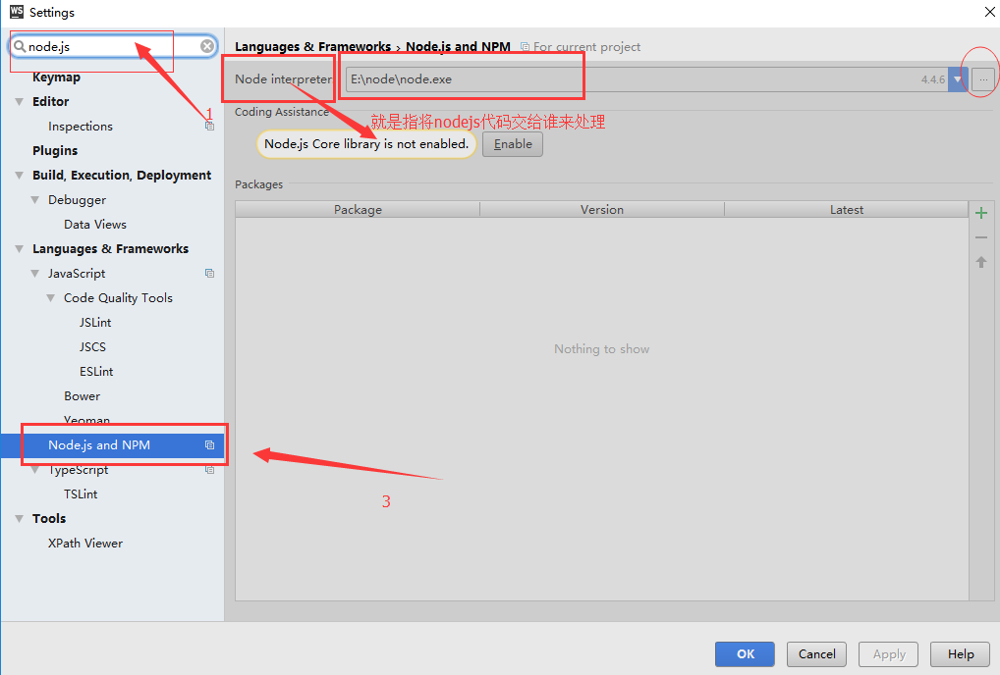 WS Settings
node.js
Keymap
Editor
Inspections
Plugins
Build, Execution, Deployment
Debugger
Data Views
Languages & Frameworks
JavaScript
Code Quality Tools
JSLint
JSCS
ESLint
Bower
Yeoman
Node.js and NPM
TypeScript
TSLint
Tools
XPath Viewer
1
Languages & Frameworks › Node.js and NPM For current project
Node interpreter E:\node\node.exe 4.4.6 ...
Coding Assistance
就是指将nodejs代码交给谁来处理
Node.js Core library is not enabled. Enable
Packages
Package Version Latest
Nothing to show
3
OK Cancel Apply Help